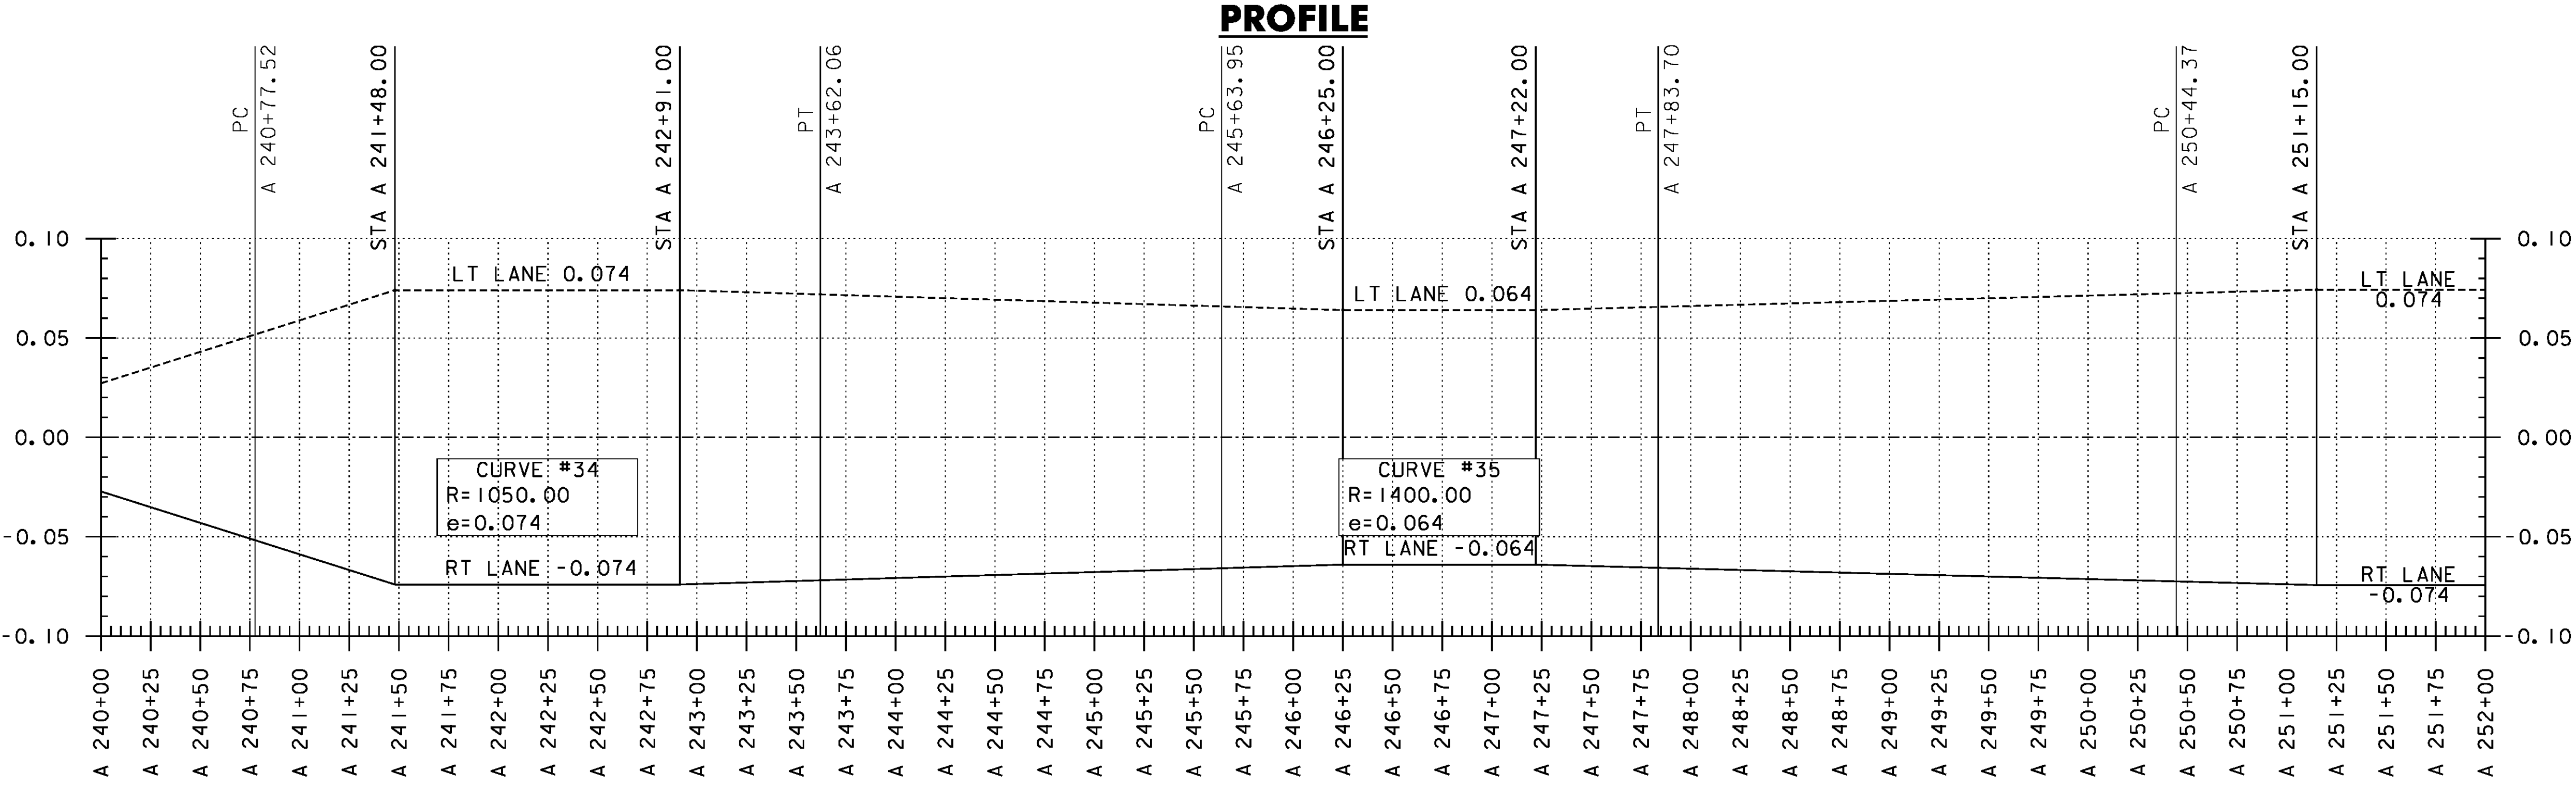 PROFILE
PC
A 240+77.52
STA A 241+48.00
STA A 242+91.00
PT
A 243+62.06
PC
A 245+63.95
STA A 246+25.00
STA A 247+22.00
PT
A 247+83.70
PC
A 250+44.37
STA A 251+15.00
0.10
0.05
0.00
-0.05
-0.10
LT LANE 0.074
LT LANE 0.064
LT LANE
0.074
CURVE #34
R=1050.00
e=0.074
RT LANE -0.074
CURVE #35
R=1400.00
e=0.064
RT LANE -0.064
RT LANE
-0.074
0.10
0.05
0.00
-0.05
-0.10
A 240+00
A 240+25
A 240+50
A 240+75
A 241+00
A 241+25
A 241+50
A 241+75
A 242+00
A 242+25
A 242+50
A 242+75
A 243+00
A 243+25
A 243+50
A 243+75
A 244+00
A 244+25
A 244+50
A 244+75
A 245+00
A 245+25
A 245+50
A 245+75
A 246+00
A 246+25
A 246+50
A 246+75
A 247+00
A 247+25
A 247+50
A 247+75
A 248+00
A 248+25
A 248+50
A 248+75
A 249+00
A 249+25
A 249+50
A 249+75
A 250+00
A 250+25
A 250+50
A 250+75
A 251+00
A 251+25
A 251+50
A 251+75
A 252+00